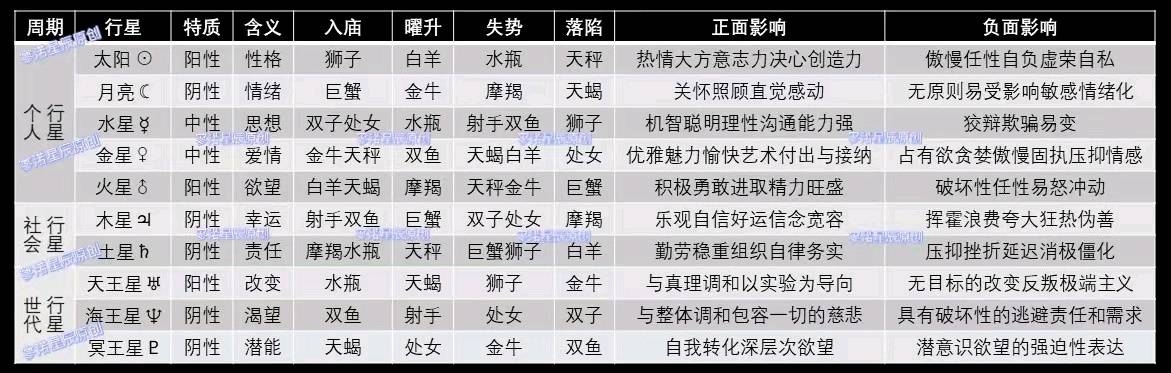 周期 行星 特质 含义 入庙 曜升 失势 落陷 正面影响 负面影响
个人行星 太阳☉ 阳性 性格 狮子 白羊 水瓶 天秤 热情大方意志力决心创造力 傲慢任性自负虚荣自私
月亮☾ 阴性 情绪 巨蟹 金牛 摩羯 天蝎 关怀照顾直觉感动 无原则易受影响敏感情绪化
水星☿ 中性 思想 双子处女 水瓶 射手双鱼 狮子 机智聪明理性沟通能力强 狡辩欺骗易变
金星♀ 中性 爱情 金牛天秤 双鱼 天蝎白羊 处女 优雅魅力愉快艺术付出与接纳 占有欲贪婪傲慢固执压抑情感
火星♂ 阳性 欲望 白羊天蝎 摩羯 天秤金牛 巨蟹 积极勇敢进取精力旺盛 破坏性任性易怒冲动
社会行星 木星♃ 阴性 幸运 射手双鱼 巨蟹 双子处女 摩羯 乐观自信好运信念宽容 挥霍浪费夸大狂热伪善
土星♄ 阴性 责任 摩羯水瓶 天秤 巨蟹狮子 白羊 勤劳稳重组织自律务实 压抑挫折延迟消极僵化
世代行星 天王星♅ 阳性 改变 水瓶 天蝎 狮子 金牛 与真理调和以实验为导向 无目标的改变反叛极端主义
海王星♆ 阴性 渴望 双鱼 射手 处女 双子 与整体调和包容一切的慈悲 具有破坏性的逃避责任和需求
冥王星♇ 阴性 潜能 天蝎 处女 金牛 双鱼 自我转化深层次欲望 潜意识欲望的强迫性表达